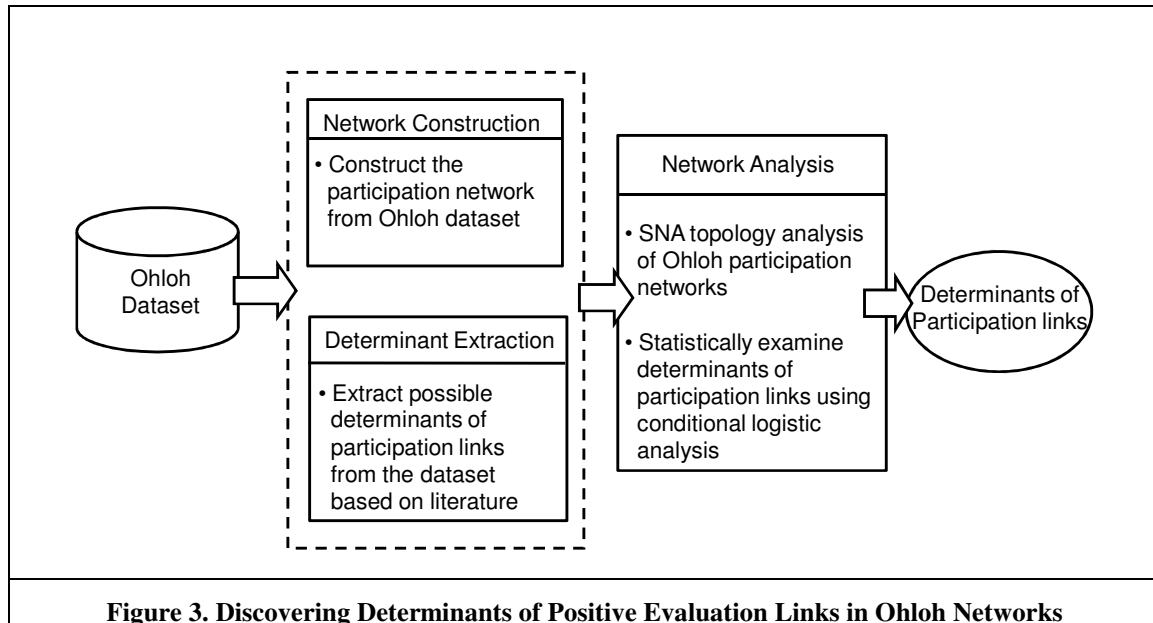 Ohloh
Dataset
Network Construction
• Construct the
participation network
from Ohloh dataset
Determinant Extraction
• Extract possible
determinants of
participation links
from the dataset
based on literature
Network Analysis
• SNA topology analysis
of Ohloh participation
networks
• Statistically examine
determinants of
participation links using
conditional logistic
analysis
Determinants of
Participation links
Figure 3. Discovering Determinants of Positive Evaluation Links in Ohloh Networks